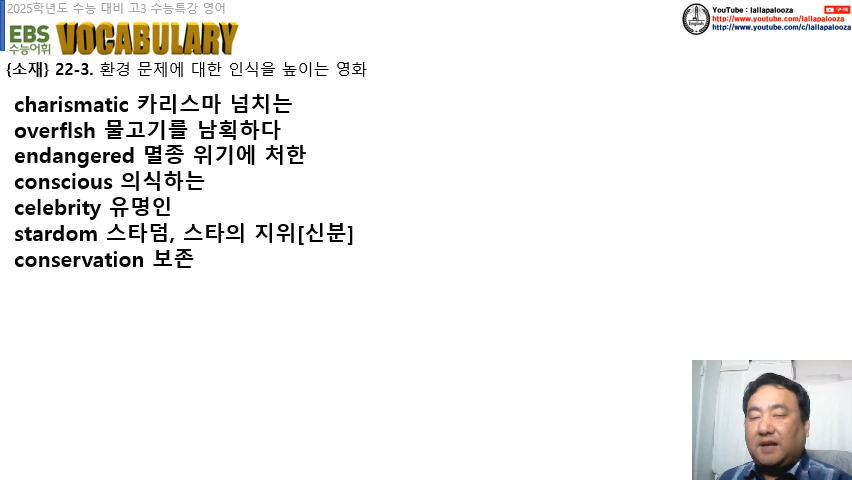 2025학년도 수능 대비 고3 수능특강 영어
EBS
수능어휘
VOCABULARY
YouTube : lallapalooza
구독
http://www.youtube.com/lallapalooza
http://www.youtube.com/c/lallapalooza
English
{소재} 22-3. 환경 문제에 대한 인식을 높이는 영화
charismatic 카리스마 넘치는
overflsh 물고기를 남획하다
endangered 멸종 위기에 처한
conscious 의식하는
celebrity 유명인
stardom 스타덤, 스타의 지위[신분]
conservation 보존